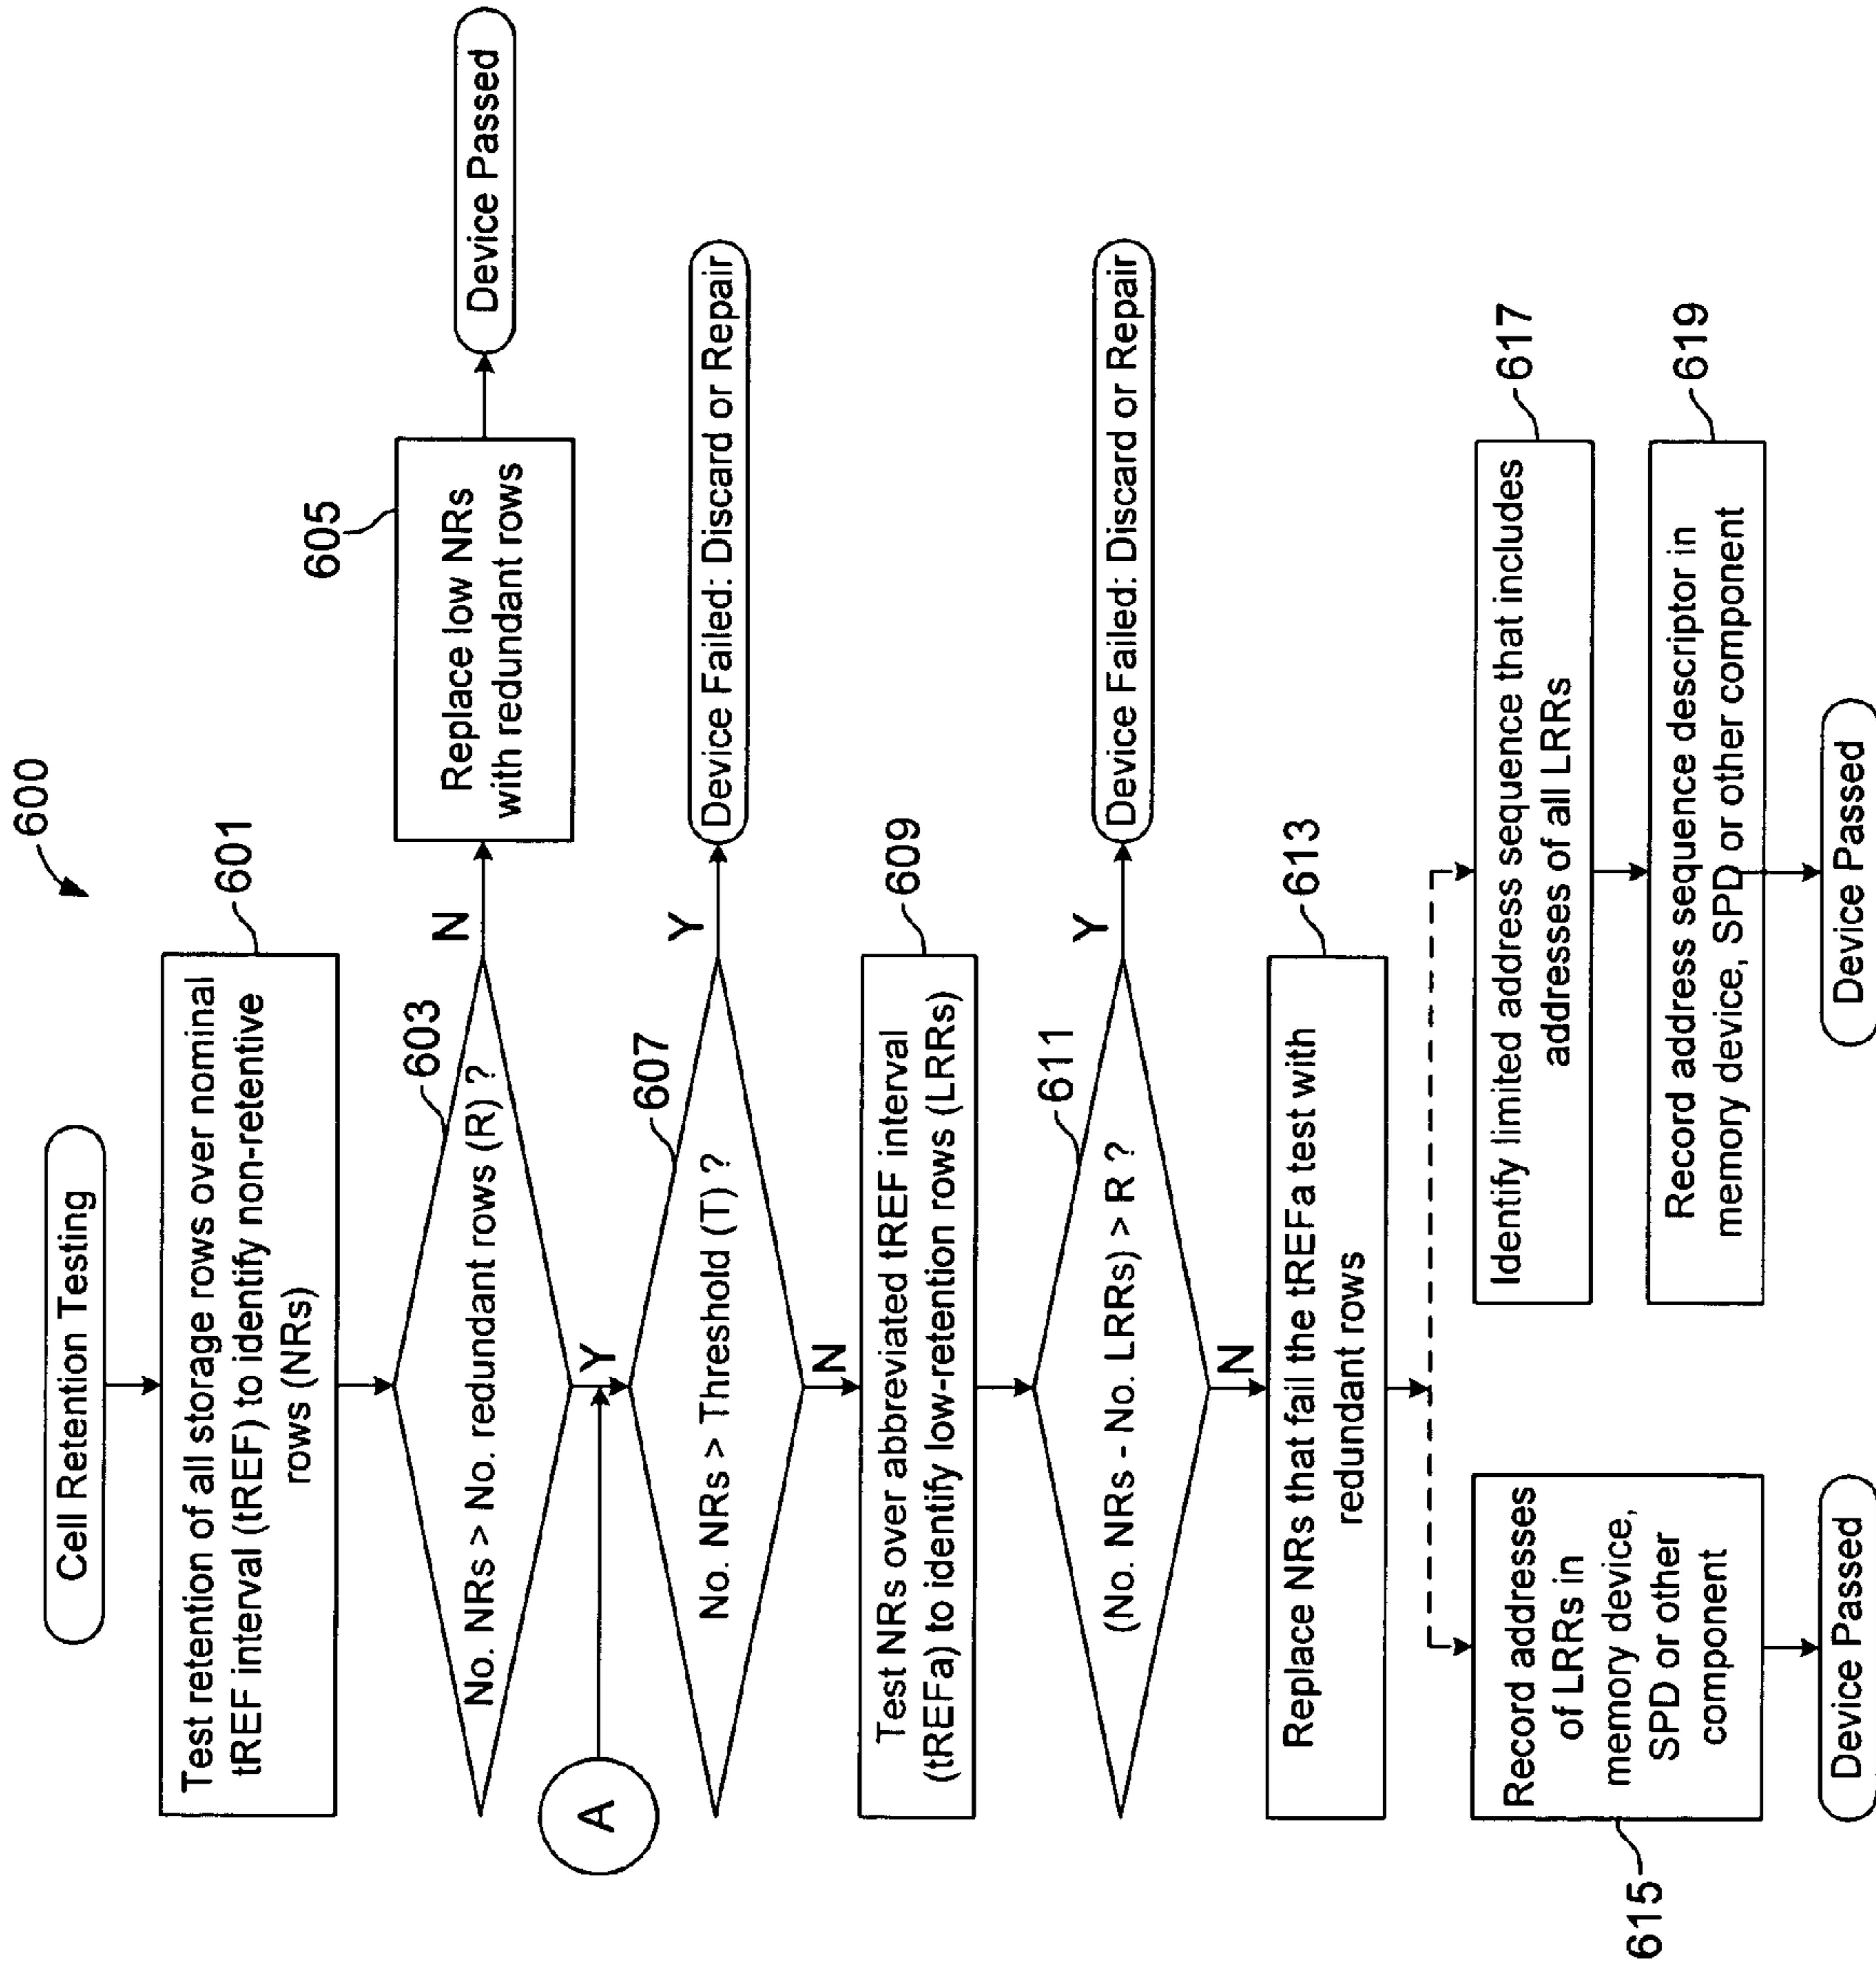 600
Cell Retention Testing
601
Test retention of all storage rows over nominal
tREF interval (tREF) to identify non-retentive
rows (NRs)
603
No. NRs > No. redundant rows (R) ?
N
605
Replace low NRs
with redundant rows
Device Passed
Y
A
607
No. NRs > Threshold (T) ?
Y
Device Failed: Discard or Repair
N
609
Test NRs over abbreviated tREF interval
(tREFa) to identify low-retention rows (LRRs)
611
(No. NRs - No. LRRs) > R ?
Y
Device Failed: Discard or Repair
N
613
Replace NRs that fail the tREFa test with
redundant rows
615
Record addresses
of LRRs in
memory device,
SPD or other
component
Device Passed
617
Identify limited address sequence that includes
addresses of all LRRs
619
Record address sequence descriptor in
memory device, SPD or other component
Device Passed